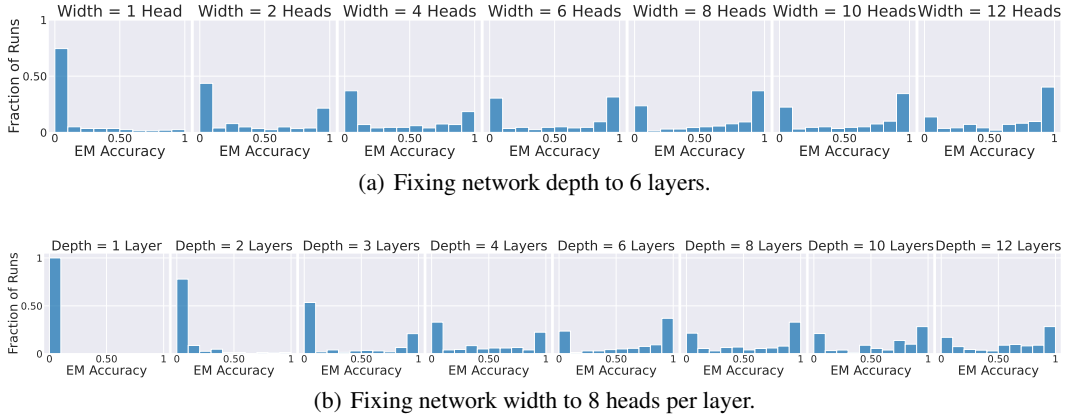 Width = 1 Head Width = 2 Heads Width = 4 Heads Width = 6 Heads Width = 8 Heads Width = 10 Heads Width = 12 Heads
Fraction of Runs
1
0.50
0
0 0.50 1 0 0.50 1 0 0.50 1 0 0.50 1 0 0.50 1 0 0.50 1 0 0.50 1
EM Accuracy EM Accuracy EM Accuracy EM Accuracy EM Accuracy EM Accuracy EM Accuracy
(a) Fixing network depth to 6 layers.
Depth = 1 Layer Depth = 2 Layers Depth = 3 Layers Depth = 4 Layers Depth = 6 Layers Depth = 8 Layers Depth = 10 Layers Depth = 12 Layers
Fraction of Runs
1
0.50
0
0 0.50 1 0 0.50 1 0 0.50 1 0 0.50 1 0 0.50 1 0 0.50 1 0 0.50 1 0 0.50 1
EM Accuracy EM Accuracy EM Accuracy EM Accuracy EM Accuracy EM Accuracy EM Accuracy EM Accuracy
(b) Fixing network width to 8 heads per layer.